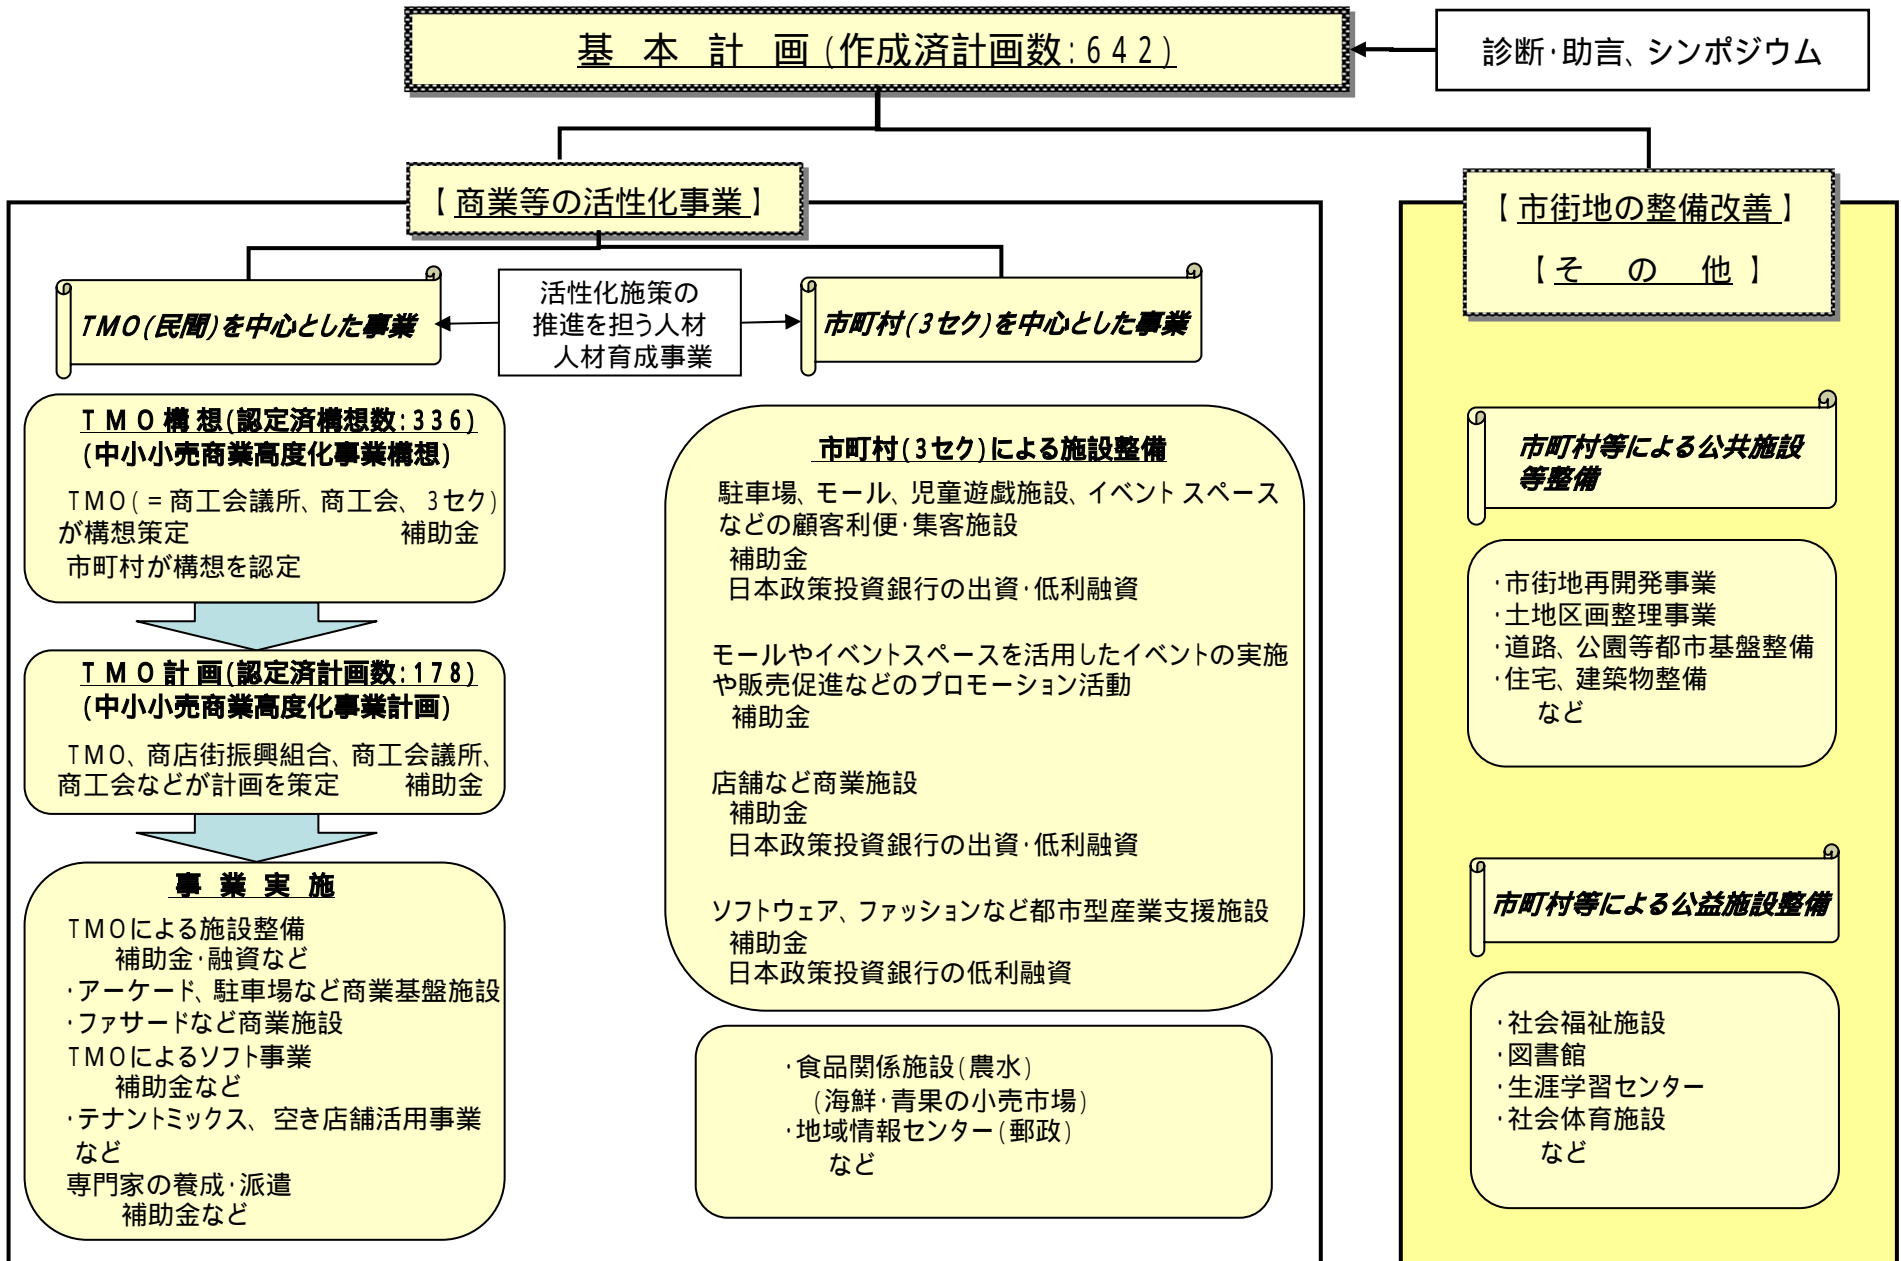 基　本　計　画(作成済計画数:642)
診断・助言、シンポジウム
【商業等の活性化事業】
TMO(民間)を中心とした事業
活性化施策の
推進を担う人材
人材育成事業
市町村(3セク)を中心とした事業
TMO構想(認定済構想数:336)
(中小小売商業高度化事業構想)
TMO(=商工会議所、商工会、3セク)
が構想策定　　　補助金
市町村が構想を認定
TMO計画(認定済計画数:178)
(中小小売商業高度化事業計画)
TMO、商店街振興組合、商工会議所、
商工会などが計画を策定　　補助金
事　業　実　施
TMOによる施設整備
補助金・融資など
・アーケード、駐車場など商業基盤施設
・ファサードなど商業施設
TMOによるソフト事業
補助金など
・テナントミックス、空き店舗活用事業
など
専門家の養成・派遣
補助金など
市町村(3セク)による施設整備
駐車場、モール、児童遊戯施設、イベントスペース
などの顧客利便・集客施設
補助金
日本政策投資銀行の出資・低利融資
モールやイベントスペースを活用したイベントの実施
や販売促進などのプロモーション活動
補助金
店舗など商業施設
補助金
日本政策投資銀行の出資・低利融資
ソフトウェア、ファッションなど都市型産業支援施設
補助金
日本政策投資銀行の低利融資
・食品関係施設(農水)
(海鮮・青果の小売市場)
・地域情報センター(郵政)
など
【市街地の整備改善】
【そ　の　他】
市町村等による公共施設
等整備
・市街地再開発事業
・土地区画整理事業
・道路、公園等都市基盤整備
・住宅、建築物整備
など
市町村等による公益施設整備
・社会福祉施設
・図書館
・生涯学習センター
・社会体育施設
など